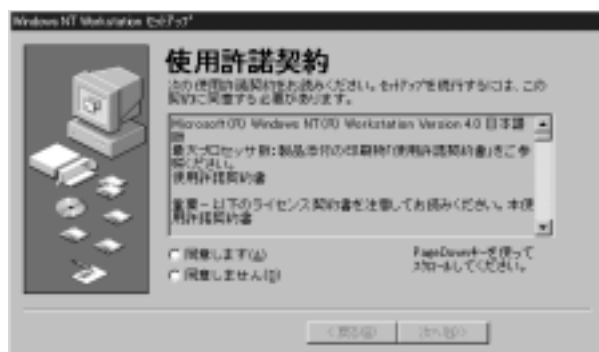 Windows NT Workstation セットアップ
使用許諾契約
次の使用許諾契約をお読みください。セットアップを続行するには、この
契約に同意する必要があります。
Microsoft(R) Windows NT(R) Workstation Version 4.0 日本語
版
最大プロセッサ数:製品添付の印刷物「使用許諾契約書」をご参
照ください。
使用許諾契約書
重要－以下のライセンス契約書を注意してお読みください。本使
用許諾契約書
同意します(A)
同意しません(D)
PageDownキーを使って
スクロールしてください。
< 戻る(B)
次へ(N) >